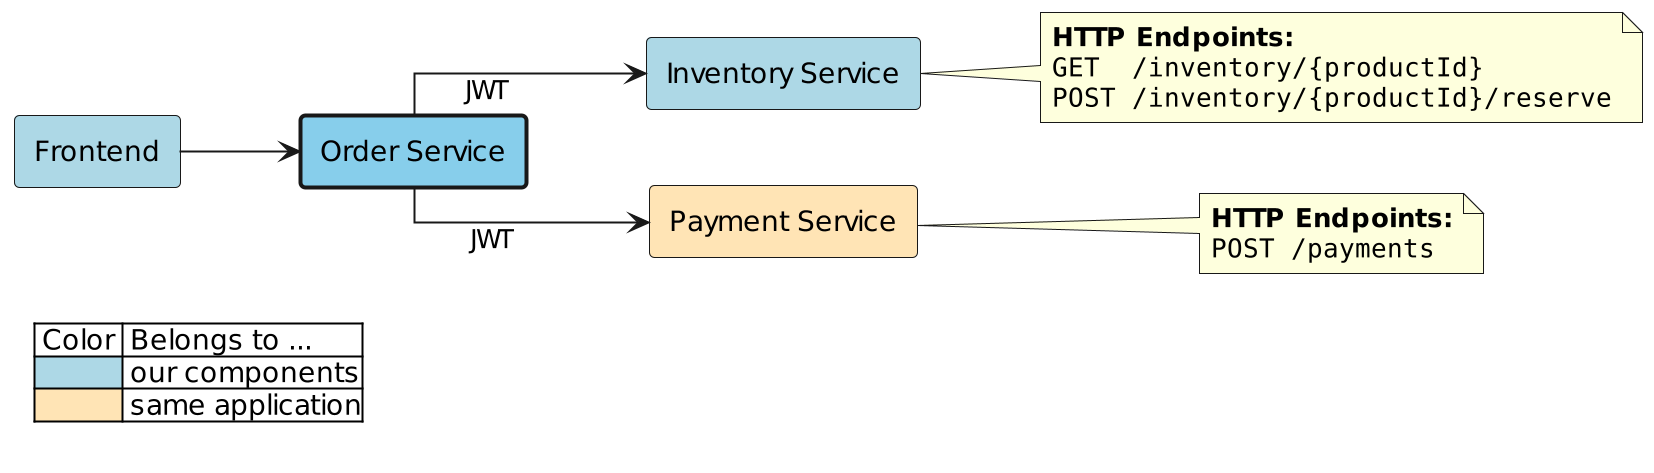 HTTP Endpoints:
GET  /inventory/{productId}
POST /inventory/{productId}/reserve
Inventory Service
JWT
Frontend
Order Service
Payment Service
JWT
HTTP Endpoints:
POST /payments
Color Belongs to ...
our components
same application